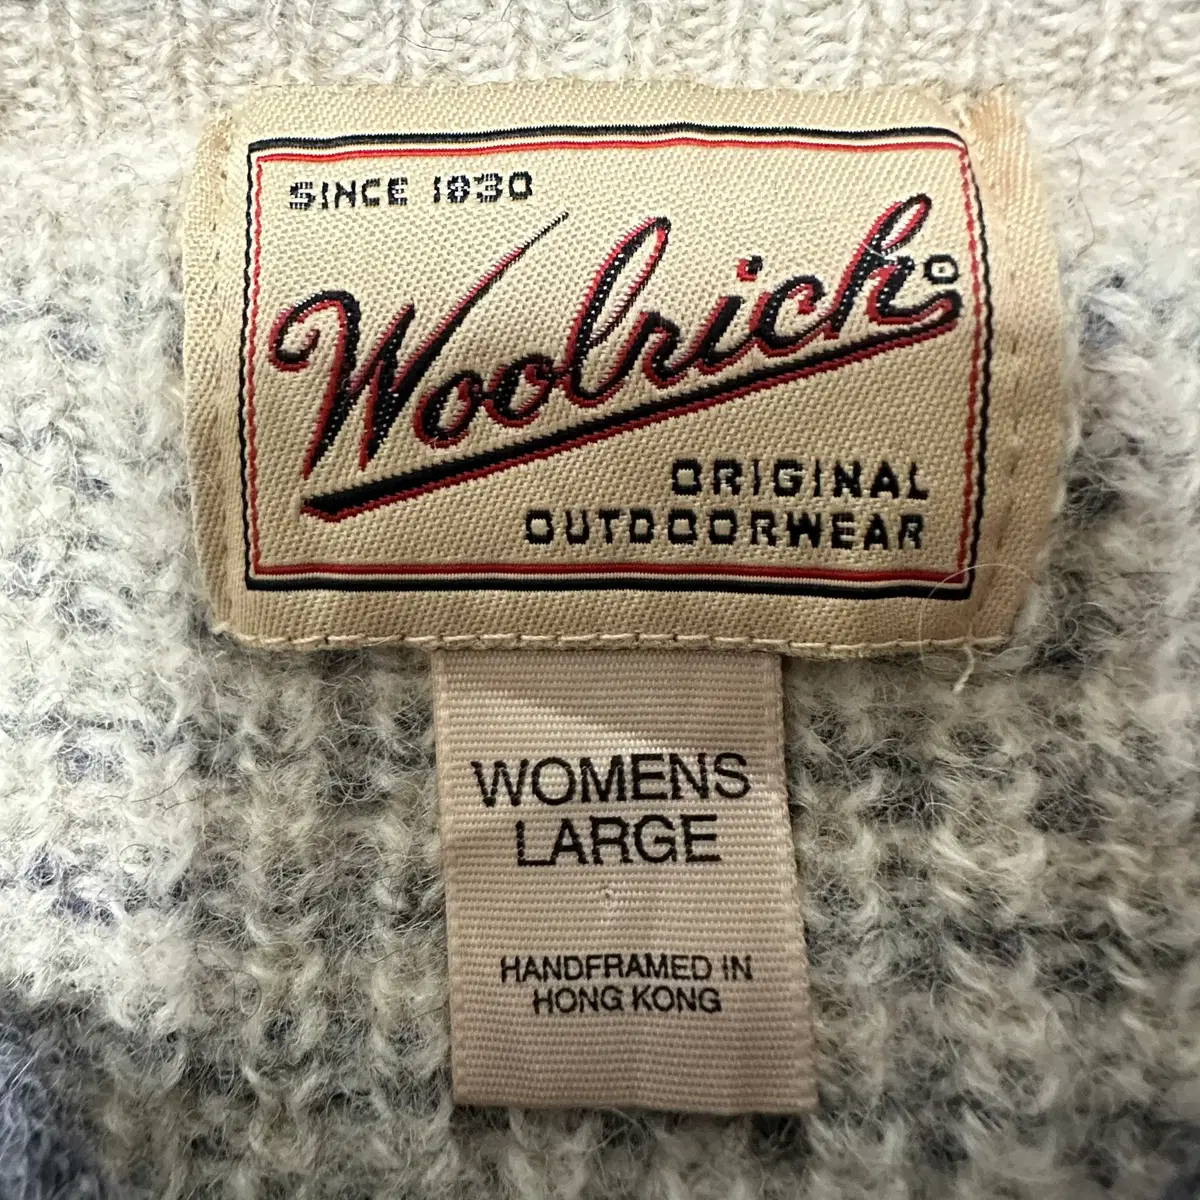 SINCE 1830
Woolrich®
ORIGINAL
OUTDOORWEAR
WOMENS
LARGE
HANDFRAMED IN
HONG KONG